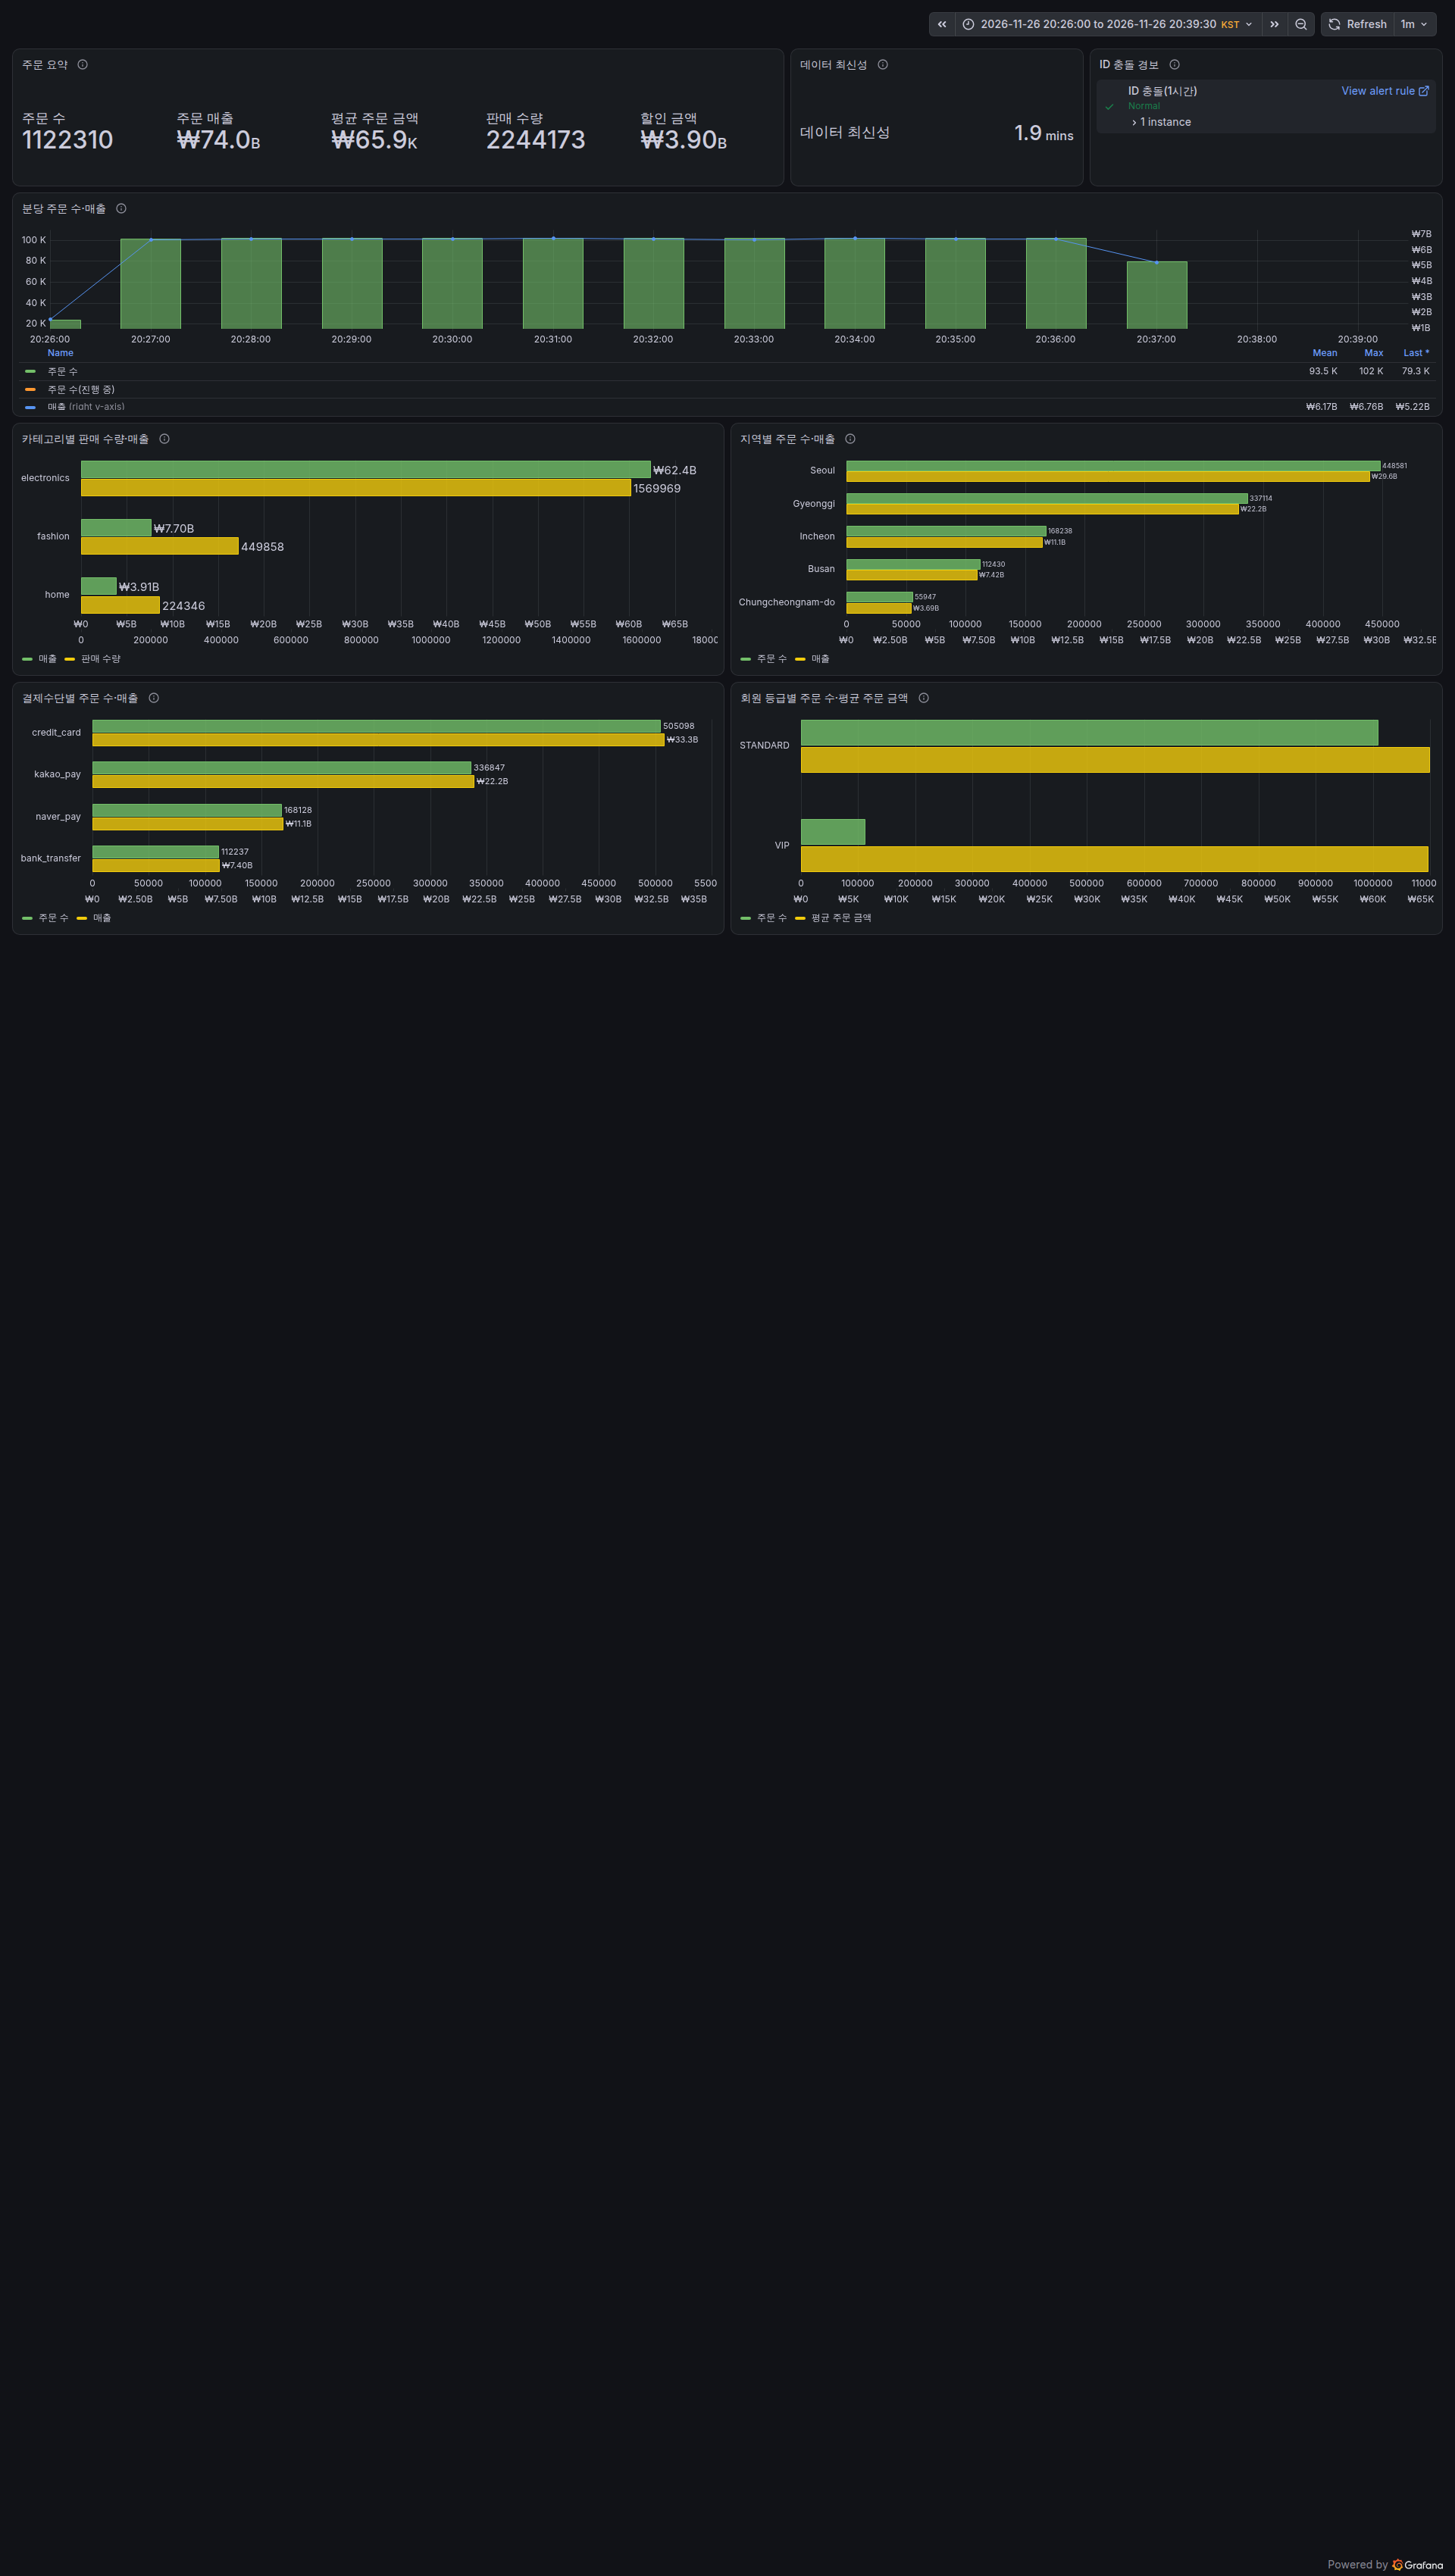 2026-11-26 20:26:00 to 2026-11-26 20:39:30 KST
Refresh
1m
주문 요약
주문 수
1122310
주문 매출
₩74.0B
평균 주문 금액
₩65.9K
판매 수량
2244173
할인 금액
₩3.90B
데이터 최신성
데이터 최신성
1.9 mins
ID 충돌 경보
ID 충돌(1시간)
View alert rule
Normal
1 instance
분당 주문 수·매출
100 K
80 K
60 K
40 K
20 K
₩7B
₩6B
₩5B
₩4B
₩3B
₩2B
₩1B
20:26:00 20:27:00 20:28:00 20:29:00 20:30:00 20:31:00 20:32:00 20:33:00 20:34:00 20:35:00 20:36:00 20:37:00 20:38:00 20:39:00
Name Mean Max Last *
주문 수 93.5 K 102 K 79.3 K
주문 수(진행 중)
매출 (right y-axis) ₩6.17B ₩6.76B ₩5.22B
카테고리별 판매 수량·매출
electronics
₩62.4B
1569969
fashion
₩7.70B
449858
home
₩3.91B
224346
₩0 ₩5B ₩10B ₩15B ₩20B ₩25B ₩30B ₩35B ₩40B ₩45B ₩50B ₩55B ₩60B ₩65B
0 200000 400000 600000 800000 1000000 1200000 1400000 1600000 18000
매출 판매 수량
지역별 주문 수·매출
Seoul
448581
₩29.6B
Gyeonggi
337114
₩22.2B
Incheon
168238
₩11.1B
Busan
112430
₩7.42B
Chungcheongnam-do
55947
₩3.69B
0 50000 100000 150000 200000 250000 300000 350000 400000 450000
₩0 ₩2.50B ₩5B ₩7.50B ₩10B ₩12.5B ₩15B ₩17.5B ₩20B ₩22.5B ₩25B ₩27.5B ₩30B ₩32.5B
주문 수 매출
결제수단별 주문 수·매출
credit_card
505098
₩33.3B
kakao_pay
336847
₩22.2B
naver_pay
168128
₩11.1B
bank_transfer
112237
₩7.40B
0 50000 100000 150000 200000 250000 300000 350000 400000 450000 500000 5500
₩0 ₩2.50B ₩5B ₩7.50B ₩10B ₩12.5B ₩15B ₩17.5B ₩20B ₩22.5B ₩25B ₩27.5B ₩30B ₩32.5B ₩35B
주문 수 매출
회원 등급별 주문 수·평균 주문 금액
STANDARD
VIP
0 100000 200000 300000 400000 500000 600000 700000 800000 900000 1000000 11000
₩0 ₩5K ₩10K ₩15K ₩20K ₩25K ₩30K ₩35K ₩40K ₩45K ₩50K ₩55K ₩60K ₩65K
주문 수 평균 주문 금액
Powered by Grafana